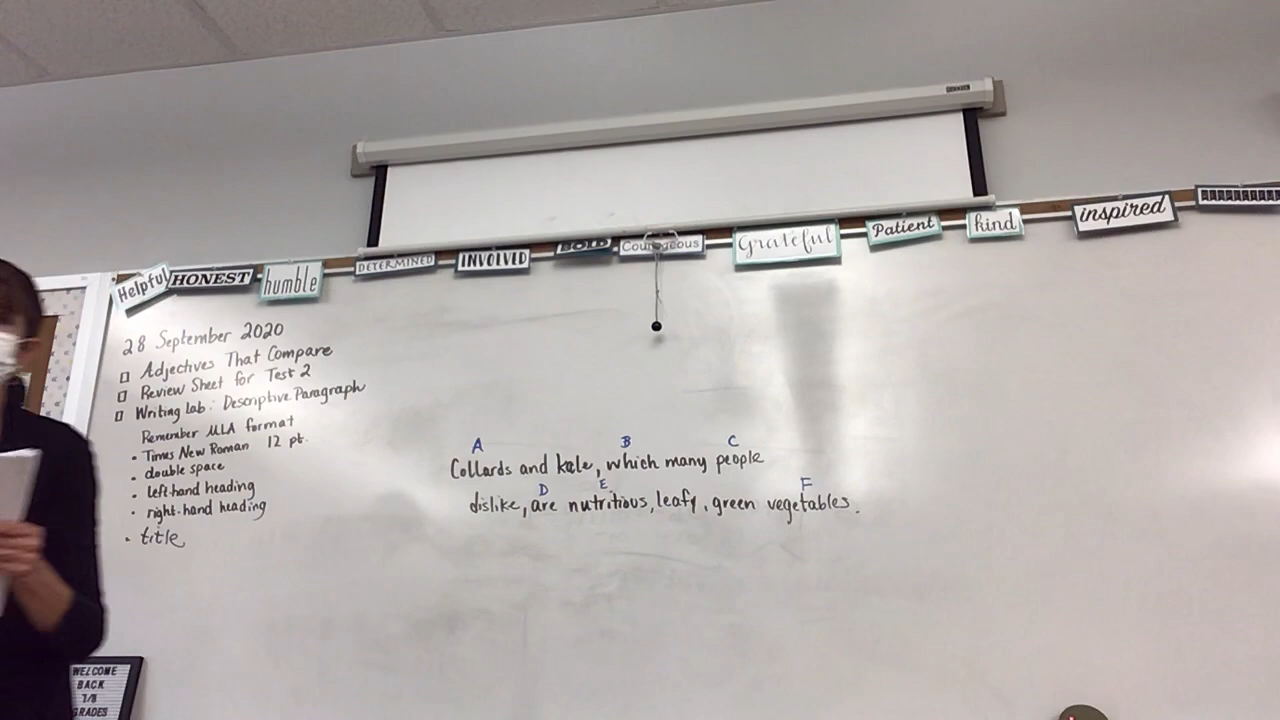 Helpful
HONEST
humble
DETERMINED
INVOLVED
BOLD
Courageous
Grateful
Patient
kind
inspired
28 September 2020
Adjectives That Compare
Review Sheet for Test 2
Writing Lab: Descriptive Paragraph
Remember MLA format
• Times New Roman 12 pt.
• double space
• left-hand heading
• right-hand heading
• title
A B C
Collards and kale, which many people
D E F
dislike, are nutritious, leafy, green vegetables.
WELCOME
BACK
7/8
GRADES